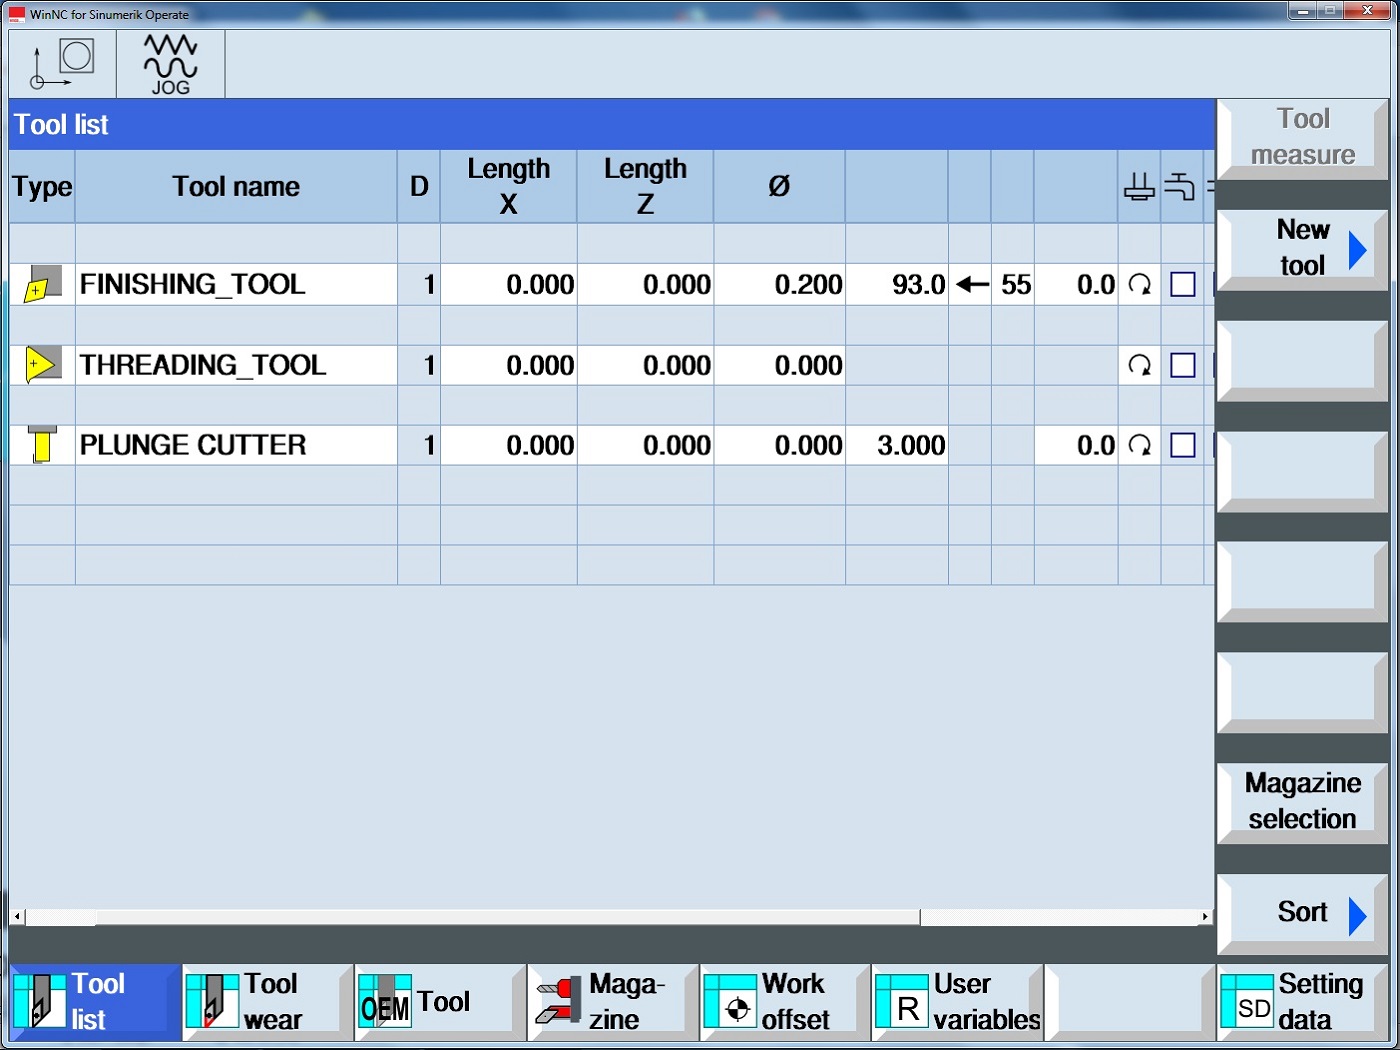 WinNC for Sinumerik Operate
JOG
Tool list
Type Tool name D Length X Length Z Ø
FINISHING_TOOL 1 0.000 0.000 0.200 93.0 ← 55 0.0
THREADING_TOOL 1 0.000 0.000 0.000
PLUNGE CUTTER 1 0.000 0.000 0.000 3.000 0.0
Tool
measure
New
tool
Magazine
selection
Sort
Tool
list
Tool
wear
OEM Tool
Maga-
zine
Work
offset
R User
variables
SD Setting
data